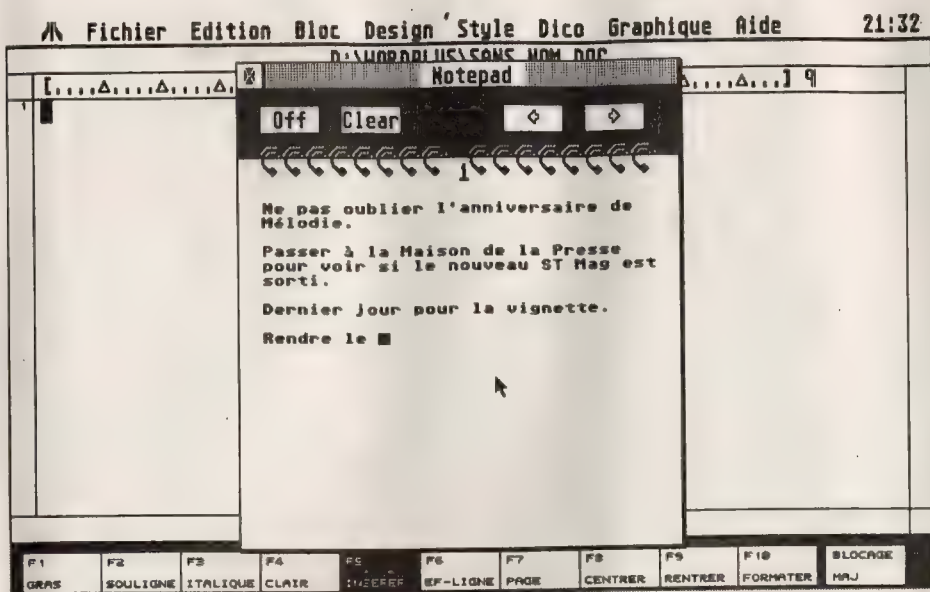 Fichier Edition Bloc Design Style Dico Graphique Aide 21:32
D:\WORDPLUS\SANS NOM.DOC
Notepad
Off Clear
1
1
Ne pas oublier l'anniversaire de
Mélodie.
Passer à la Maison de la Presse
pour voir si le nouveau ST Mag est
sorti.
Dernier jour pour la vignette.
Rendre le
F1 F2 F3 F4 F5 F6 F7 F8 F9 F10 BLOCAGE
GRAS SOULIGNE ITALIQUE CLAIR INSERER EF-LIGNE PAGE CENTRER RENTRER FORMATER MAJ